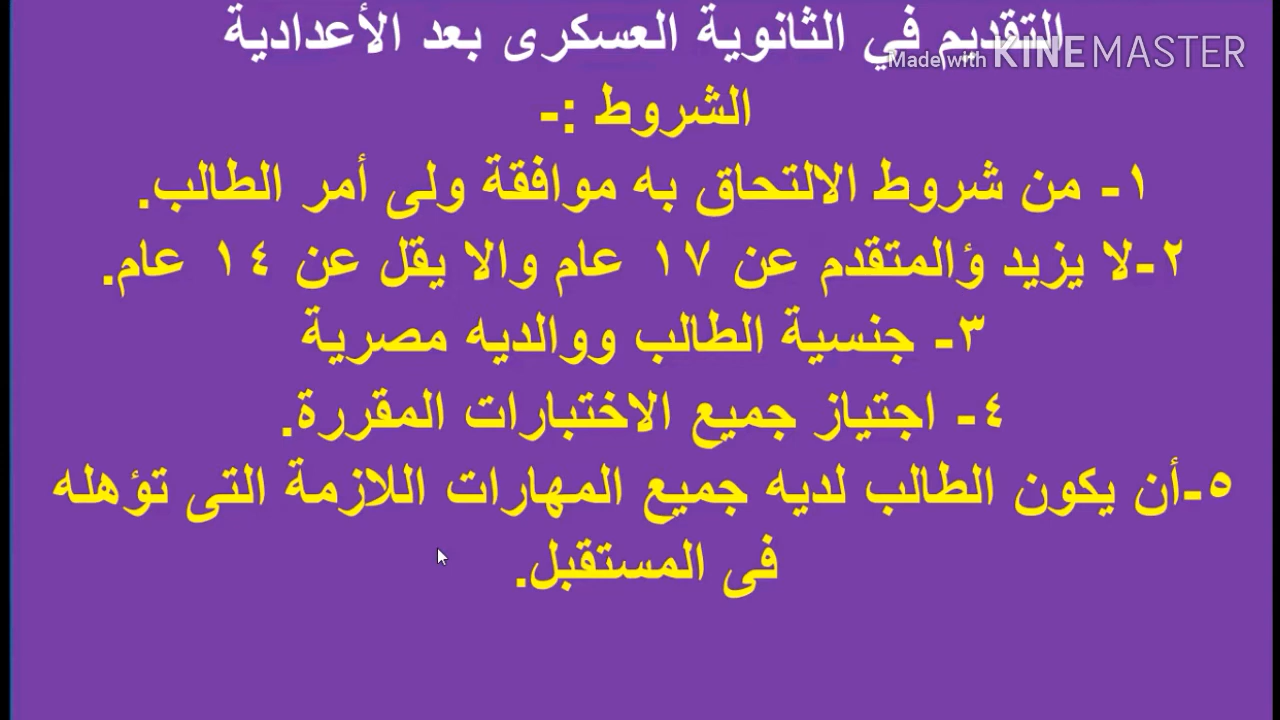 التقديم في الثانوية العسكرى بعد الأعدادية
Made with KINEMASTER
الشروط :-
١- من شروط الالتحاق به موافقة ولى أمر الطالب.
٢-لا يزيد ؤالمتقدم عن ١٧ عام والا يقل عن ١٤ عام.
٣- جنسية الطالب ووالديه مصرية
٤- اجتياز جميع الاختبارات المقررة.
٥-أن يكون الطالب لديه جميع المهارات اللازمة التى تؤهله
فى المستقبل.